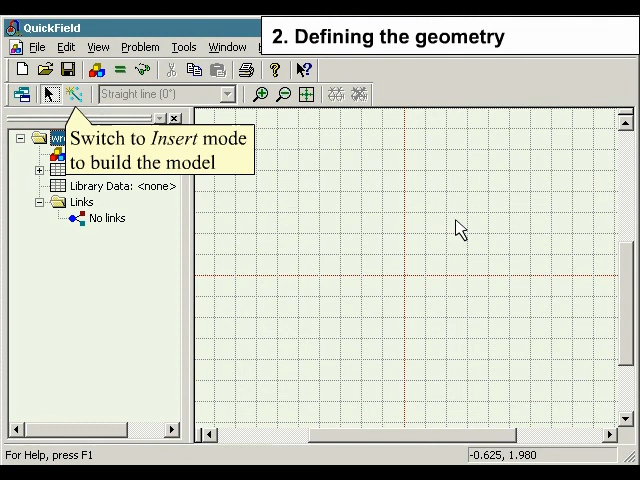 QuickField
2. Defining the geometry
File Edit View Problem Tools Window
Straight line (0°)
Switch to Insert mode
to build the model
Library Data: <none>
Links
No links
For Help, press F1
-0.625, 1.980